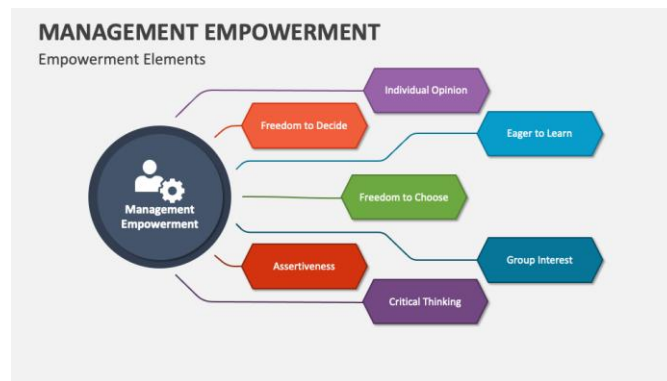 MANAGEMENT EMPOWERMENT
Empowerment Elements
Individual Opinion
Freedom to Decide
Eager to Learn
Management
Empowerment
Freedom to Choose
Group Interest
Assertiveness
Critical Thinking